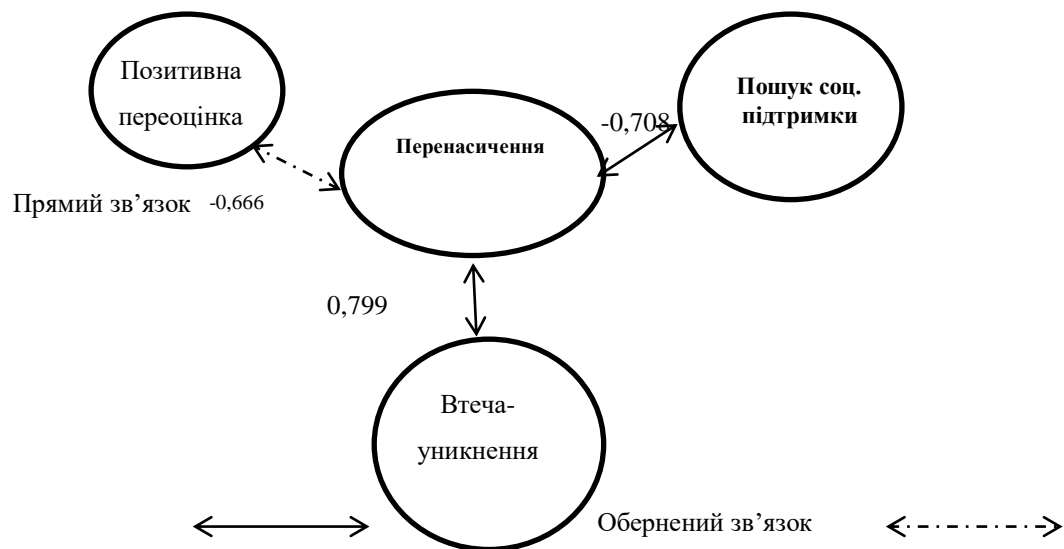 Позитивна
переоцінка
Пошук соц.
підтримки
Перенасичення
-0,708
Прямий зв’язок
-0,666
0,799
Втеча-
уникнення
Обернений зв’язок